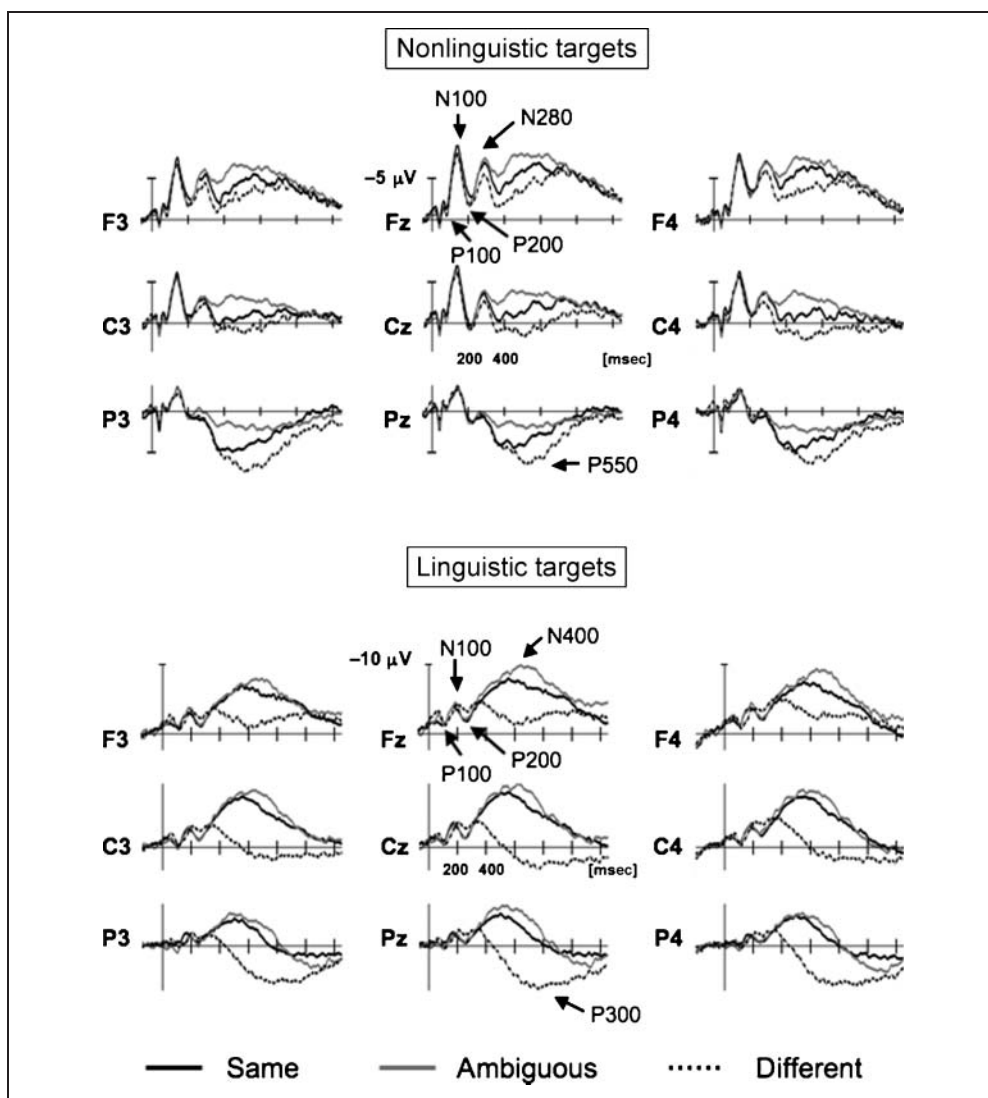 Nonlinguistic targets
N100
N280
−5 µV
F3
Fz
F4
P100
P200
C3
Cz
C4
200 400 [msec]
P3
Pz
P4
P550
Linguistic targets
N100
N400
−10 µV
F3
Fz
F4
P100
P200
C3
Cz
C4
200 400 [msec]
P3
Pz
P4
P300
Same Ambiguous Different